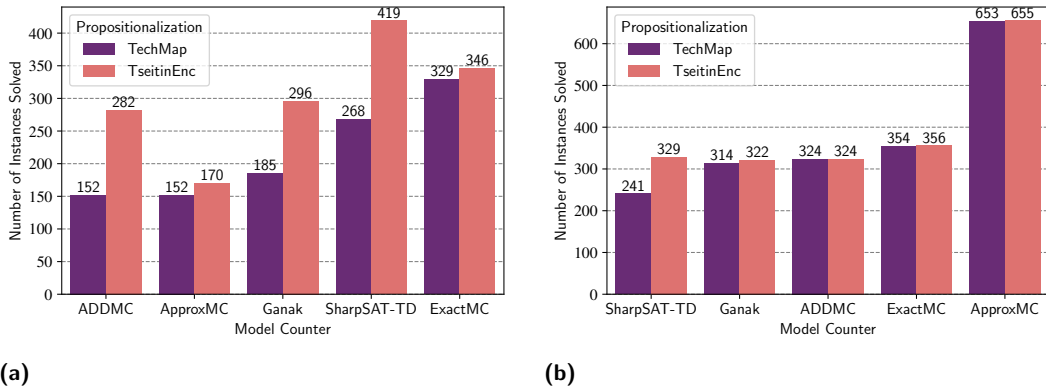 Number of Instances Solved
400
350
300
250
200
150
100
50
0
Propositionalization
TechMap
TseitinEnc
152
282
152
170
185
296
268
419
329
346
ADDMC
ApproxMC
Ganak
SharpSAT-TD
ExactMC
Model Counter
(a)
Number of Instances Solved
600
500
400
300
200
100
0
Propositionalization
TechMap
TseitinEnc
241
329
314
322
324
324
354
356
653
655
SharpSAT-TD
Ganak
ADDMC
ExactMC
ApproxMC
Model Counter
(b)